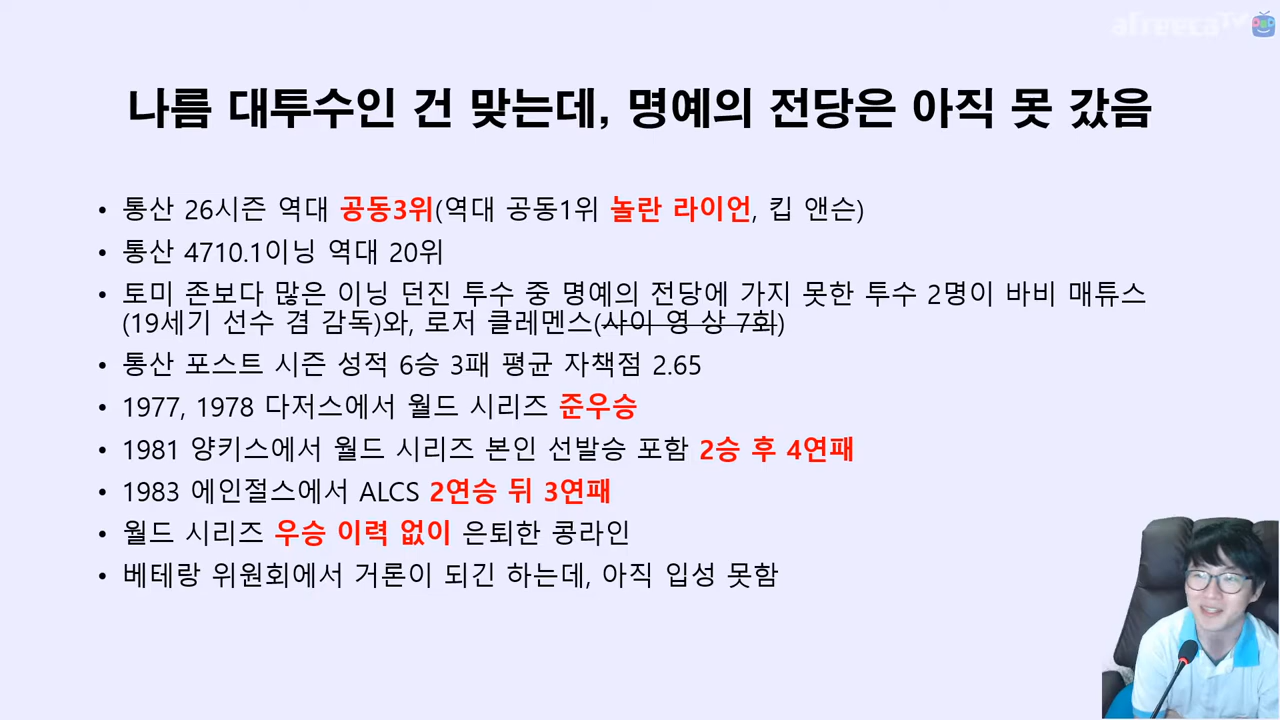 afreecaTV
나름 대투수인 건 맞는데, 명예의 전당은 아직 못 갔음
• 통산 26시즌 역대 공동3위(역대 공동1위 놀란 라이언, 킵 앤슨)
• 통산 4710.1이닝 역대 20위
• 토미 존보다 많은 이닝 던진 투수 중 명예의 전당에 가지 못한 투수 2명이 바비 매튜스
(19세기 선수 겸 감독)와, 로저 클레멘스(사이 영 상 7회)
• 통산 포스트 시즌 성적 6승 3패 평균 자책점 2.65
• 1977, 1978 다저스에서 월드 시리즈 준우승
• 1981 양키스에서 월드 시리즈 본인 선발승 포함 2승 후 4연패
• 1983 에인절스에서 ALCS 2연승 뒤 3연패
• 월드 시리즈 우승 이력 없이 은퇴한 콩라인
• 베테랑 위원회에서 거론이 되긴 하는데, 아직 입성 못함